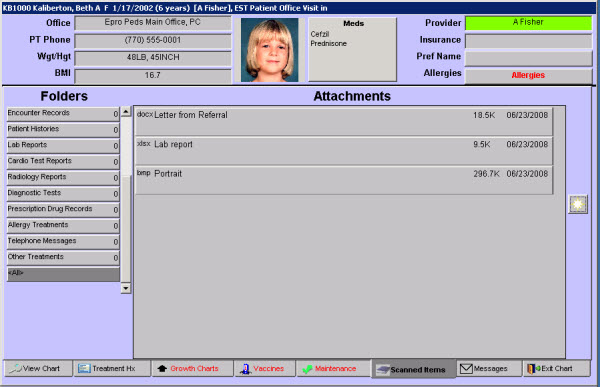 KB1000 Kaliberton, Beth A F 1/17/2002 (6 years) [A Fisher], EST Patient Office Visit in
Office Epro Peds Main Office, PC
PT Phone (770) 555-0001
Wgt/Hgt 48LB, 45INCH
BMI 16.7
Meds
Cefzil
Prednisone
Provider A Fisher
Insurance
Pref Name
Allergies Allergies
Folders
Encounter Records 0
Patient Histories 0
Lab Reports 0
Cardio Test Reports 0
Radiology Reports 0
Diagnostic Tests 0
Prescription Drug Records 0
Allergy Treatments 0
Telephone Messages 0
Other Treatments 0
<All>
Attachments
docx Letter from Referral 18.5K 06/23/2008
xlsx Lab report 9.5K 06/23/2008
bmp Portrait 296.7K 06/23/2008
View Chart Treatment Hx Growth Charts Vaccines Maintenance Scanned Items Messages Exit Chart